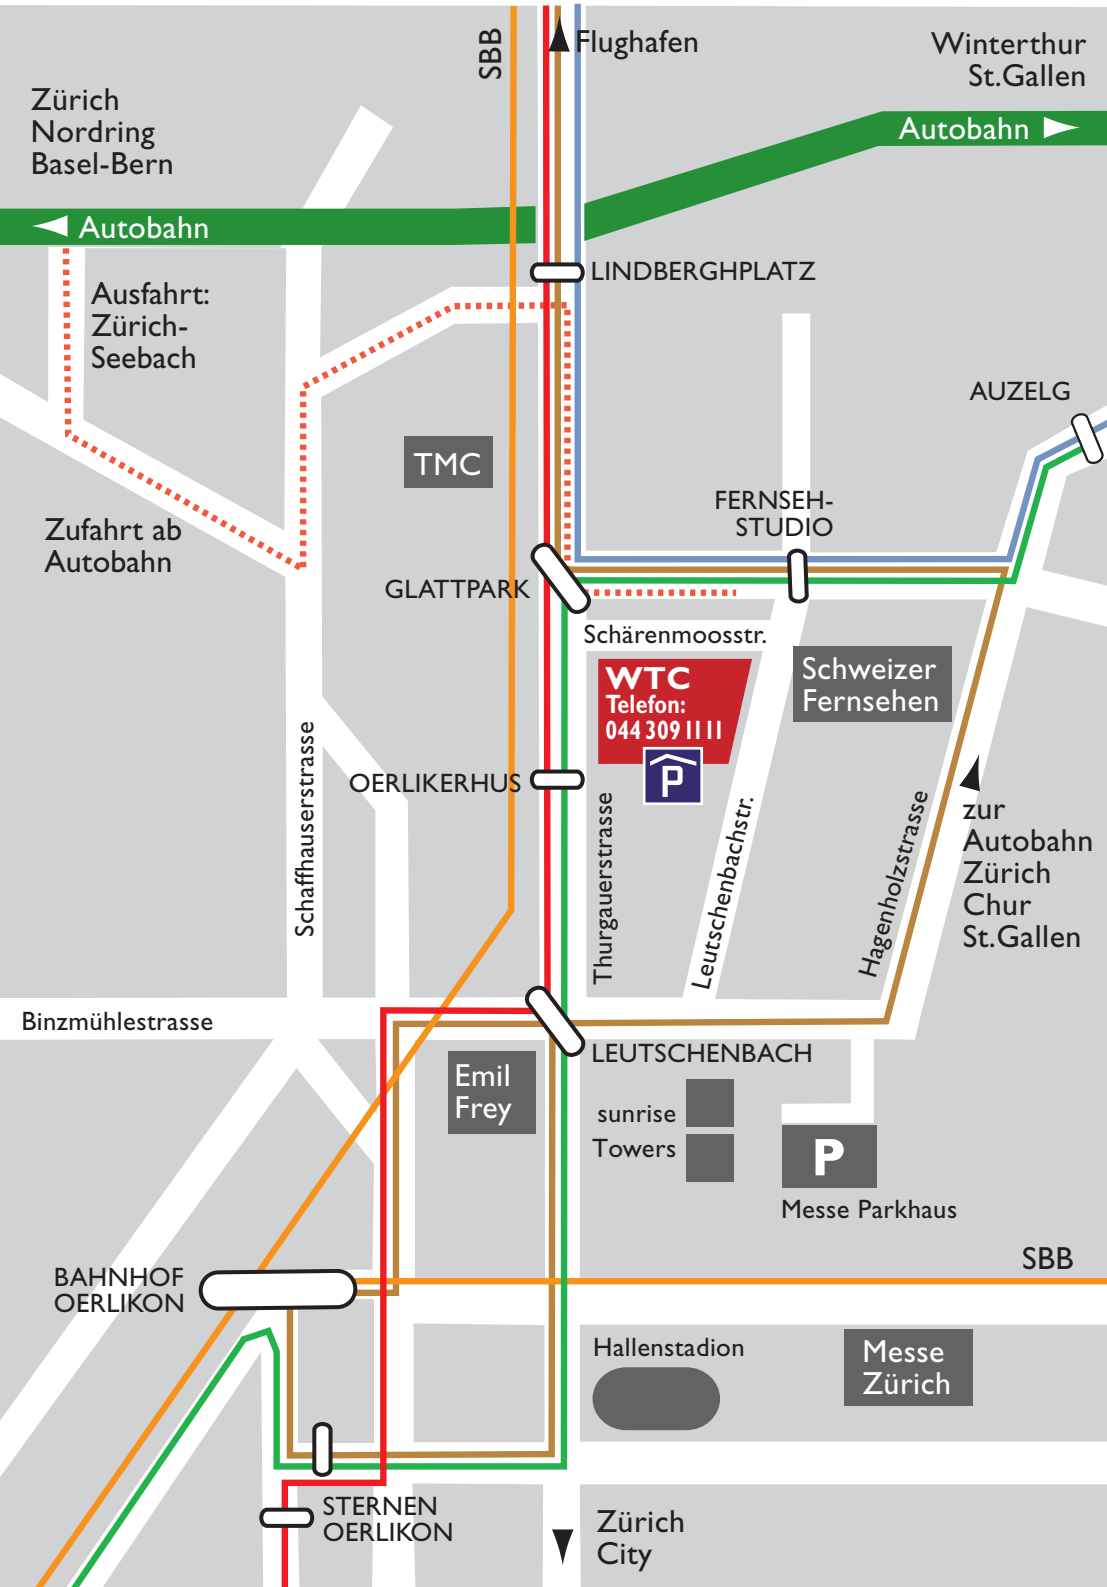 SBB
Flughafen
Winterthur
St.Gallen
Zürich
Nordring
Basel-Bern
Autobahn
Autobahn
LINDBERGHPLATZ
Ausfahrt:
Zürich-
Seebach
AUZELG
TMC
FERNSEH-
STUDIO
Zufahrt ab
Autobahn
GLATTPARK
Schärenmoosstr.
WTC
Telefon:
044 309 11 11
P
Schweizer
Fernsehen
Schaffhauserstrasse
OERLIKERHUS
Thurgauerstrasse
Leutschenbachstr.
Hagenholzstrasse
zur
Autobahn
Zürich
Chur
St.Gallen
Binzmühlestrasse
LEUTSCHENBACH
Emil
Frey
sunrise
Towers
P
Messe Parkhaus
SBB
BAHNHOF
OERLIKON
Hallenstadion
Messe
Zürich
STERNEN
OERLIKON
Zürich
City